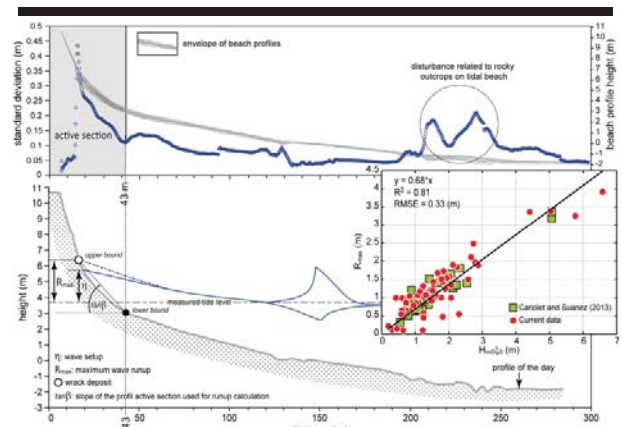 envelope of beach profiles
disturbance related to rocky
outcrops on tidal beach
active section
standard deviation (m)
0.5
0.45
0.4
0.35
0.3
0.25
0.2
0.15
0.1
0.05
0
beach profile height (m)
11
10
9
8
7
6
5
4
3
2
1
0
-1
-2
43 m
height (m)
11
10
9
8
7
6
5
4
3
2
1
0
-1
-2
-3
upper bound
Rmax
η
tanβ
measured tide level
lower bound
η: wave setup
Rmax: maximum wave runup
wrack deposit
tanβ: slope of the profil active section used for runup calculation
profile of the day
0 50 100 150 200 250 300
4.5
4
3.5
3
2.5
2
1.5
1
0.5
0
Rmax (m)
y = 0.68*x
R² = 0.81
RMSE = 0.33 (m)
Cariolet and Suanez (2013)
Current data
0 1 2 3 4 5 6 7